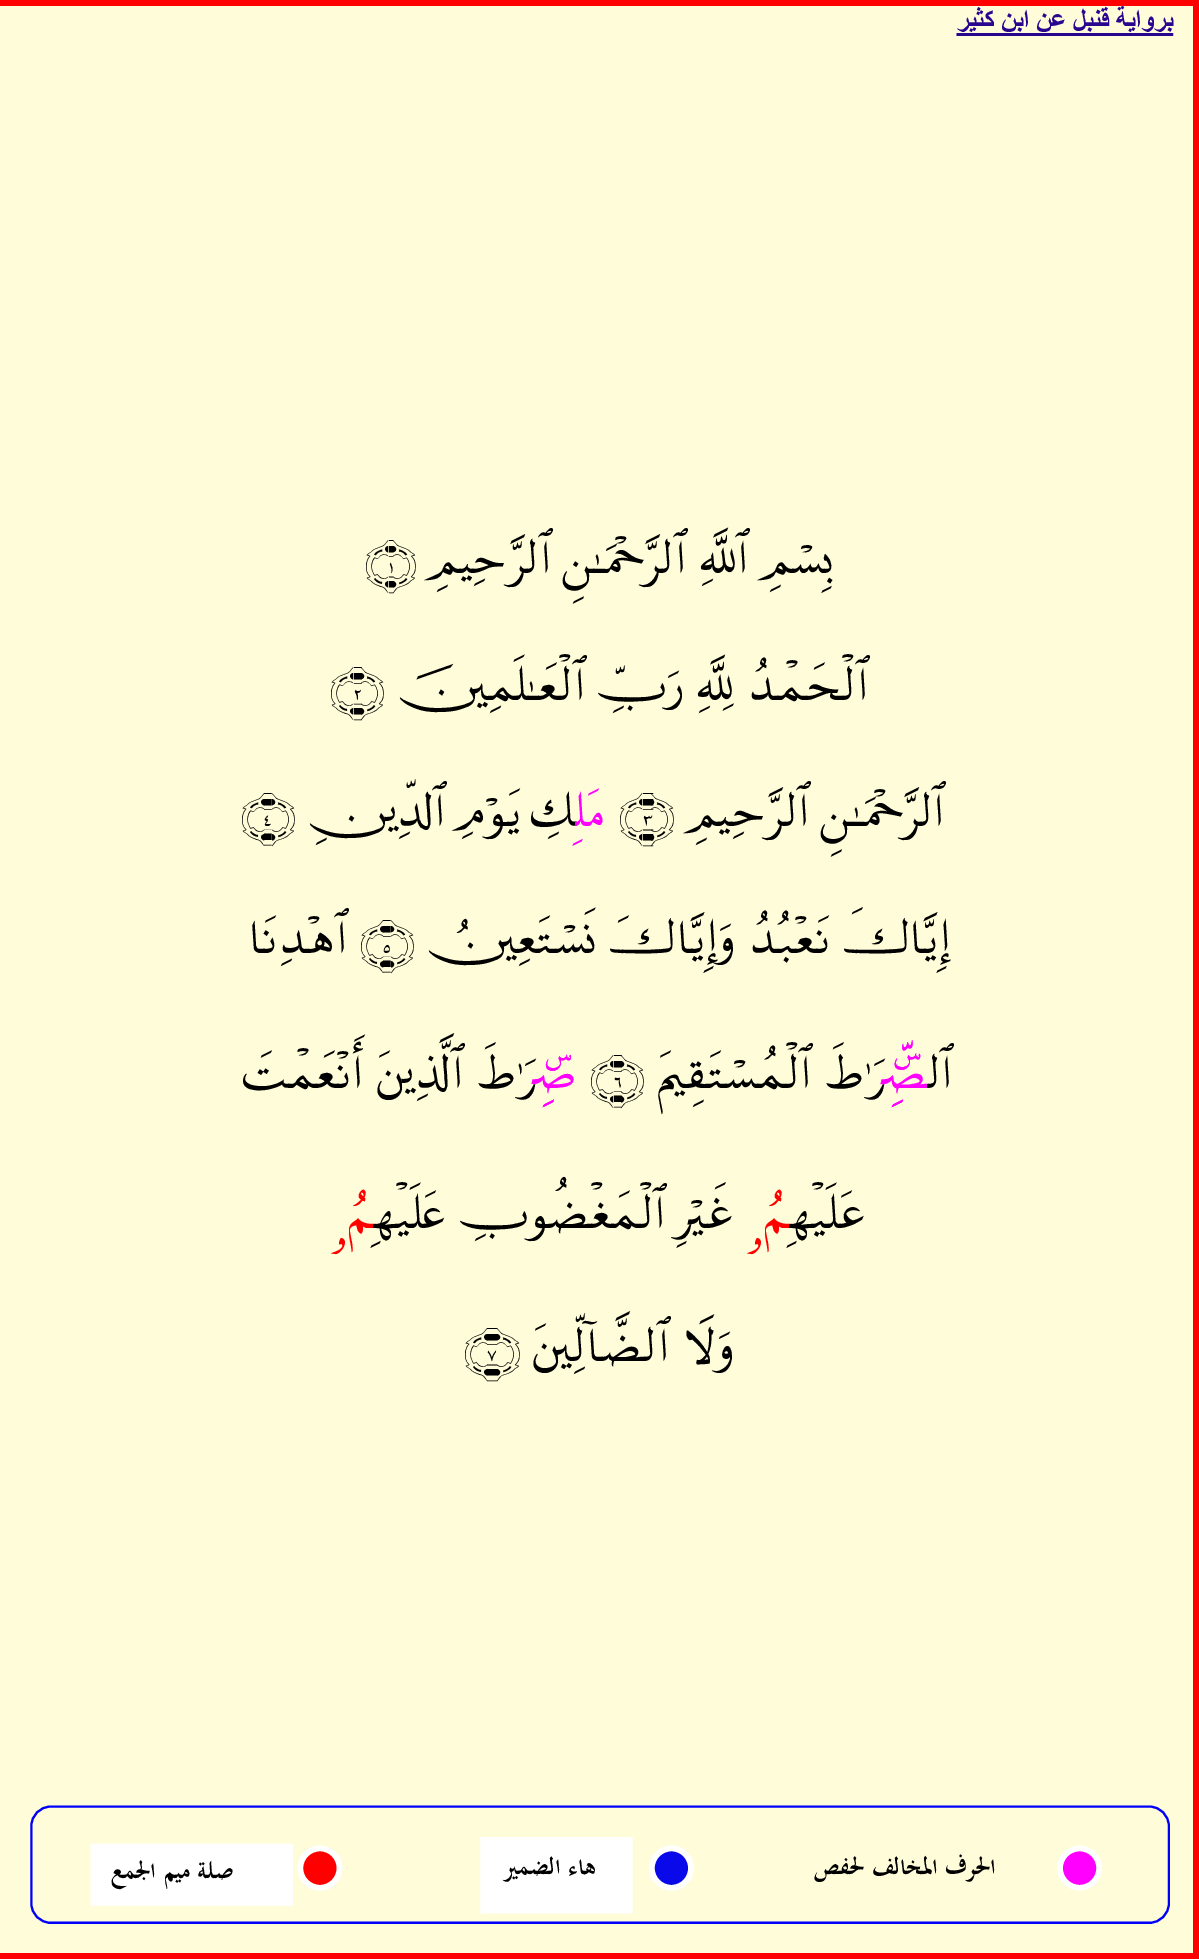 برواية قنبل عن ابن كثير
بِسْمِ ٱللَّهِ ٱلرَّحْمَـٰنِ ٱلرَّحِيمِ ١
ٱلْحَمْدُ لِلَّهِ رَبِّ ٱلْعَـٰلَمِينَ ٢
ٱلرَّحْمَـٰنِ ٱلرَّحِيمِ ٣ مَلِكِ يَوْمِ ٱلدِّينِ ٤
إِيَّاكَ نَعْبُدُ وَإِيَّاكَ نَسْتَعِينُ ٥ ٱهْدِنَا
ٱلصِّۜرَٰطَ ٱلْمُسْتَقِيمَ ٦ صِۜرَٰطَ ٱلَّذِينَ أَنْعَمْتَ
عَلَيْهِمُۥ غَيْرِ ٱلْمَغْضُوبِ عَلَيْهِمُۥ
وَلَا ٱلضَّآلِّينَ ٧
الحرف المخالف لحفص هاء الضمير صلة ميم الجمع